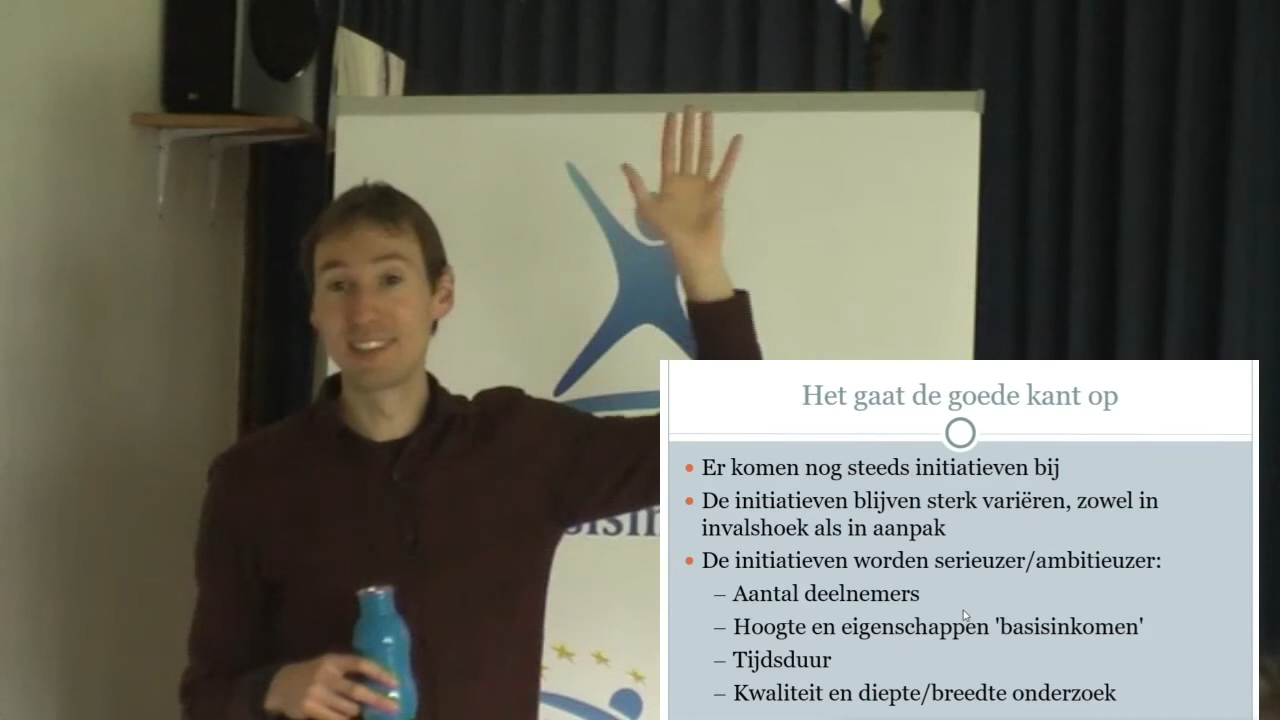 Het gaat de goede kant op
Er komen nog steeds initiatieven bij
De initiatieven blijven sterk variëren, zowel in
invalshoek als in aanpak
De initiatieven worden serieuzer/ambitieuzer:
– Aantal deelnemers
– Hoogte en eigenschappen 'basisinkomen'
– Tijdsduur
– Kwaliteit en diepte/breedte onderzoek